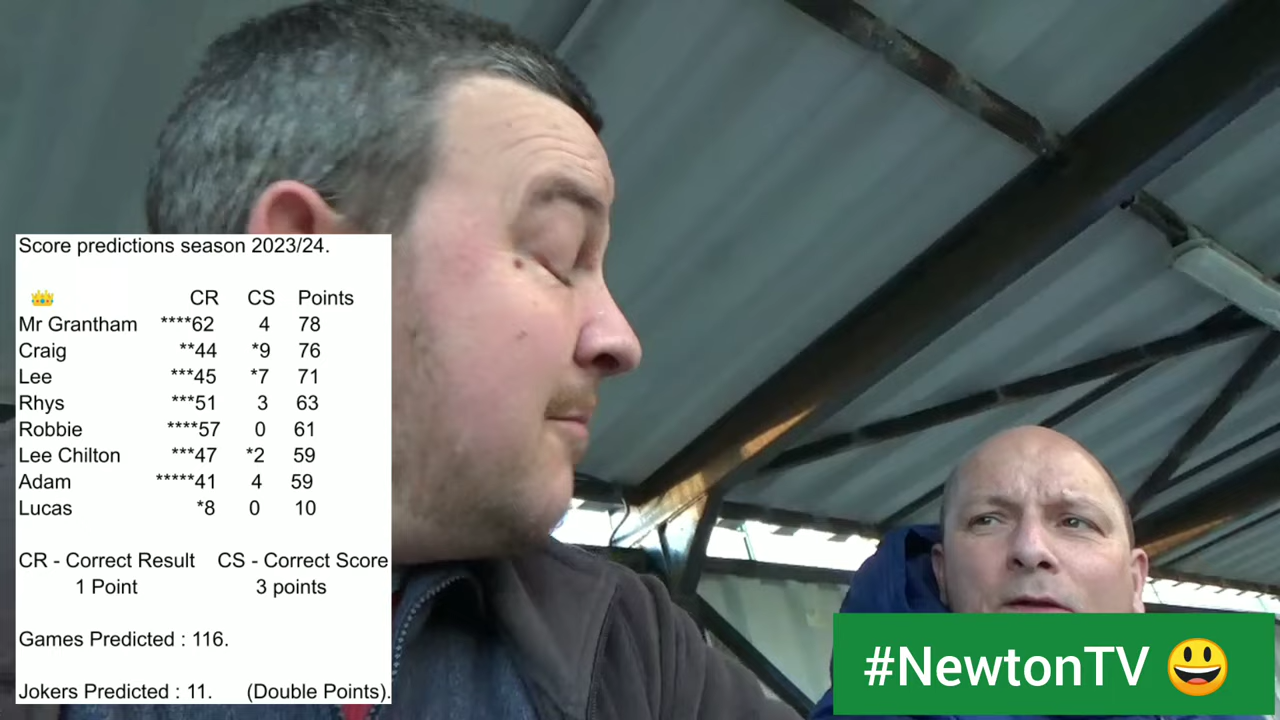 Score predictions season 2023/24.
👑 CR CS Points
Mr Grantham ****62 4 78
Craig **44 *9 76
Lee ***45 *7 71
Rhys ***51 3 63
Robbie ****57 0 61
Lee Chilton ***47 *2 59
Adam *****41 4 59
Lucas *8 0 10
CR - Correct Result CS - Correct Score
1 Point 3 points
Games Predicted : 116.
Jokers Predicted : 11. (Double Points).
#NewtonTV 😃